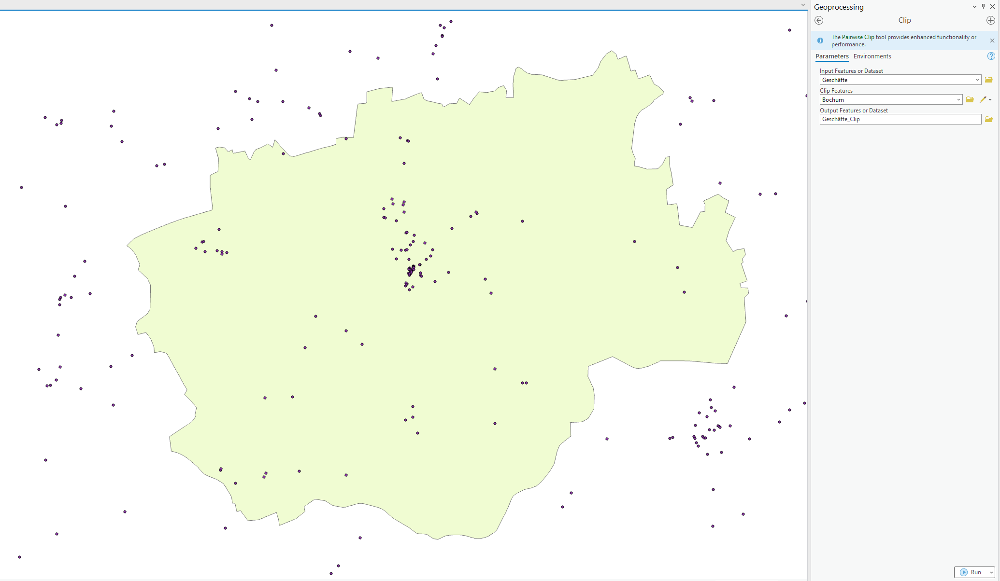 Geoprocessing
Clip
The Pairwise Clip tool provides enhanced functionality or
performance.
Parameters Environments
Input Features or Dataset
Geschäfte
Clip Features
Bochum
Output Features or Dataset
Geschäfte_Clip
Run